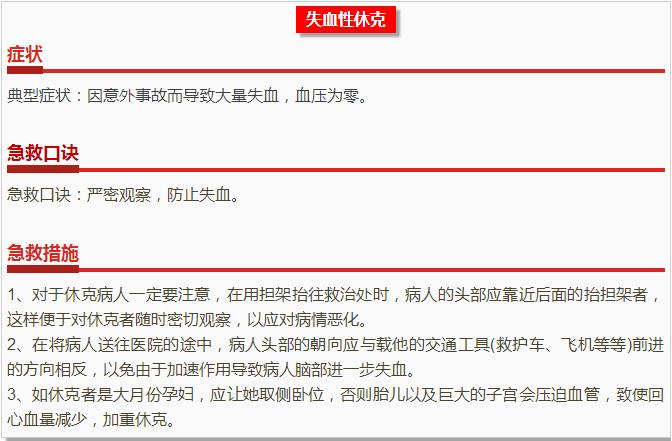 失血性休克
症状
典型症状：因意外事故而导致大量失血，血压为零。
急救口诀
急救口诀：严密观察，防止失血。
急救措施
1、对于休克病人一定要注意，在用担架抬往救治处时，病人的头部应靠近后面的抬担架者，
这样便于对休克者随时密切观察，以应对病情恶化。
2、在将病人送往医院的途中，病人头部的朝向应与载他的交通工具(救护车、飞机等等)前进
的方向相反，以免由于加速作用导致病人脑部进一步失血。
3、如休克者是大月份孕妇，应让她取侧卧位，否则胎儿以及巨大的子宫会压迫血管，致使回
心血量减少，加重休克。